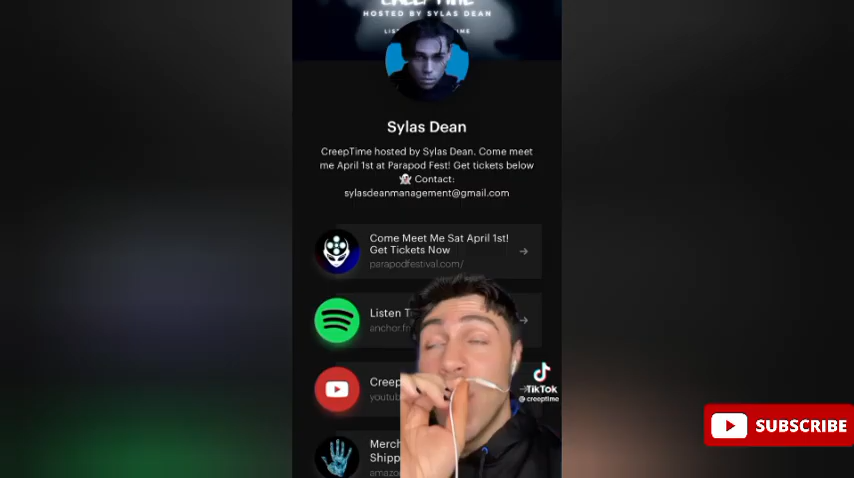 HOSTED BY SYLAS DEAN
Sylas Dean
CreepTime hosted by Sylas Dean. Come meet
me April 1st at Parapod Fest! Get tickets below
Contact:
sylasdeanmanagement@gmail.com
Come Meet Me Sat April 1st!
Get Tickets Now
parapodfestival.com/
Listen
anchor.f
Creep
youtub
Merch
Shipp
amazo
TikTok
@creeptime
SUBSCRIBE